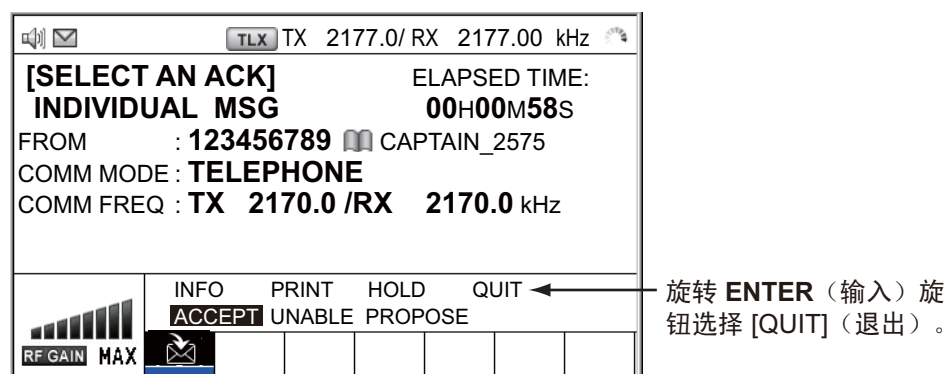 TLX TX 2177.0/ RX 2177.00 kHz
[SELECT AN ACK] ELAPSED TIME:
INDIVIDUAL MSG 00H00M58S
FROM : 123456789 CAPTAIN_2575
COMM MODE : TELEPHONE
COMM FREQ : TX 2170.0 /RX 2170.0 kHz
INFO PRINT HOLD QUIT
ACCEPT UNABLE PROPOSE
RF GAIN MAX
旋转 ENTER（输入）旋
钮选择 [QUIT]（退出）。